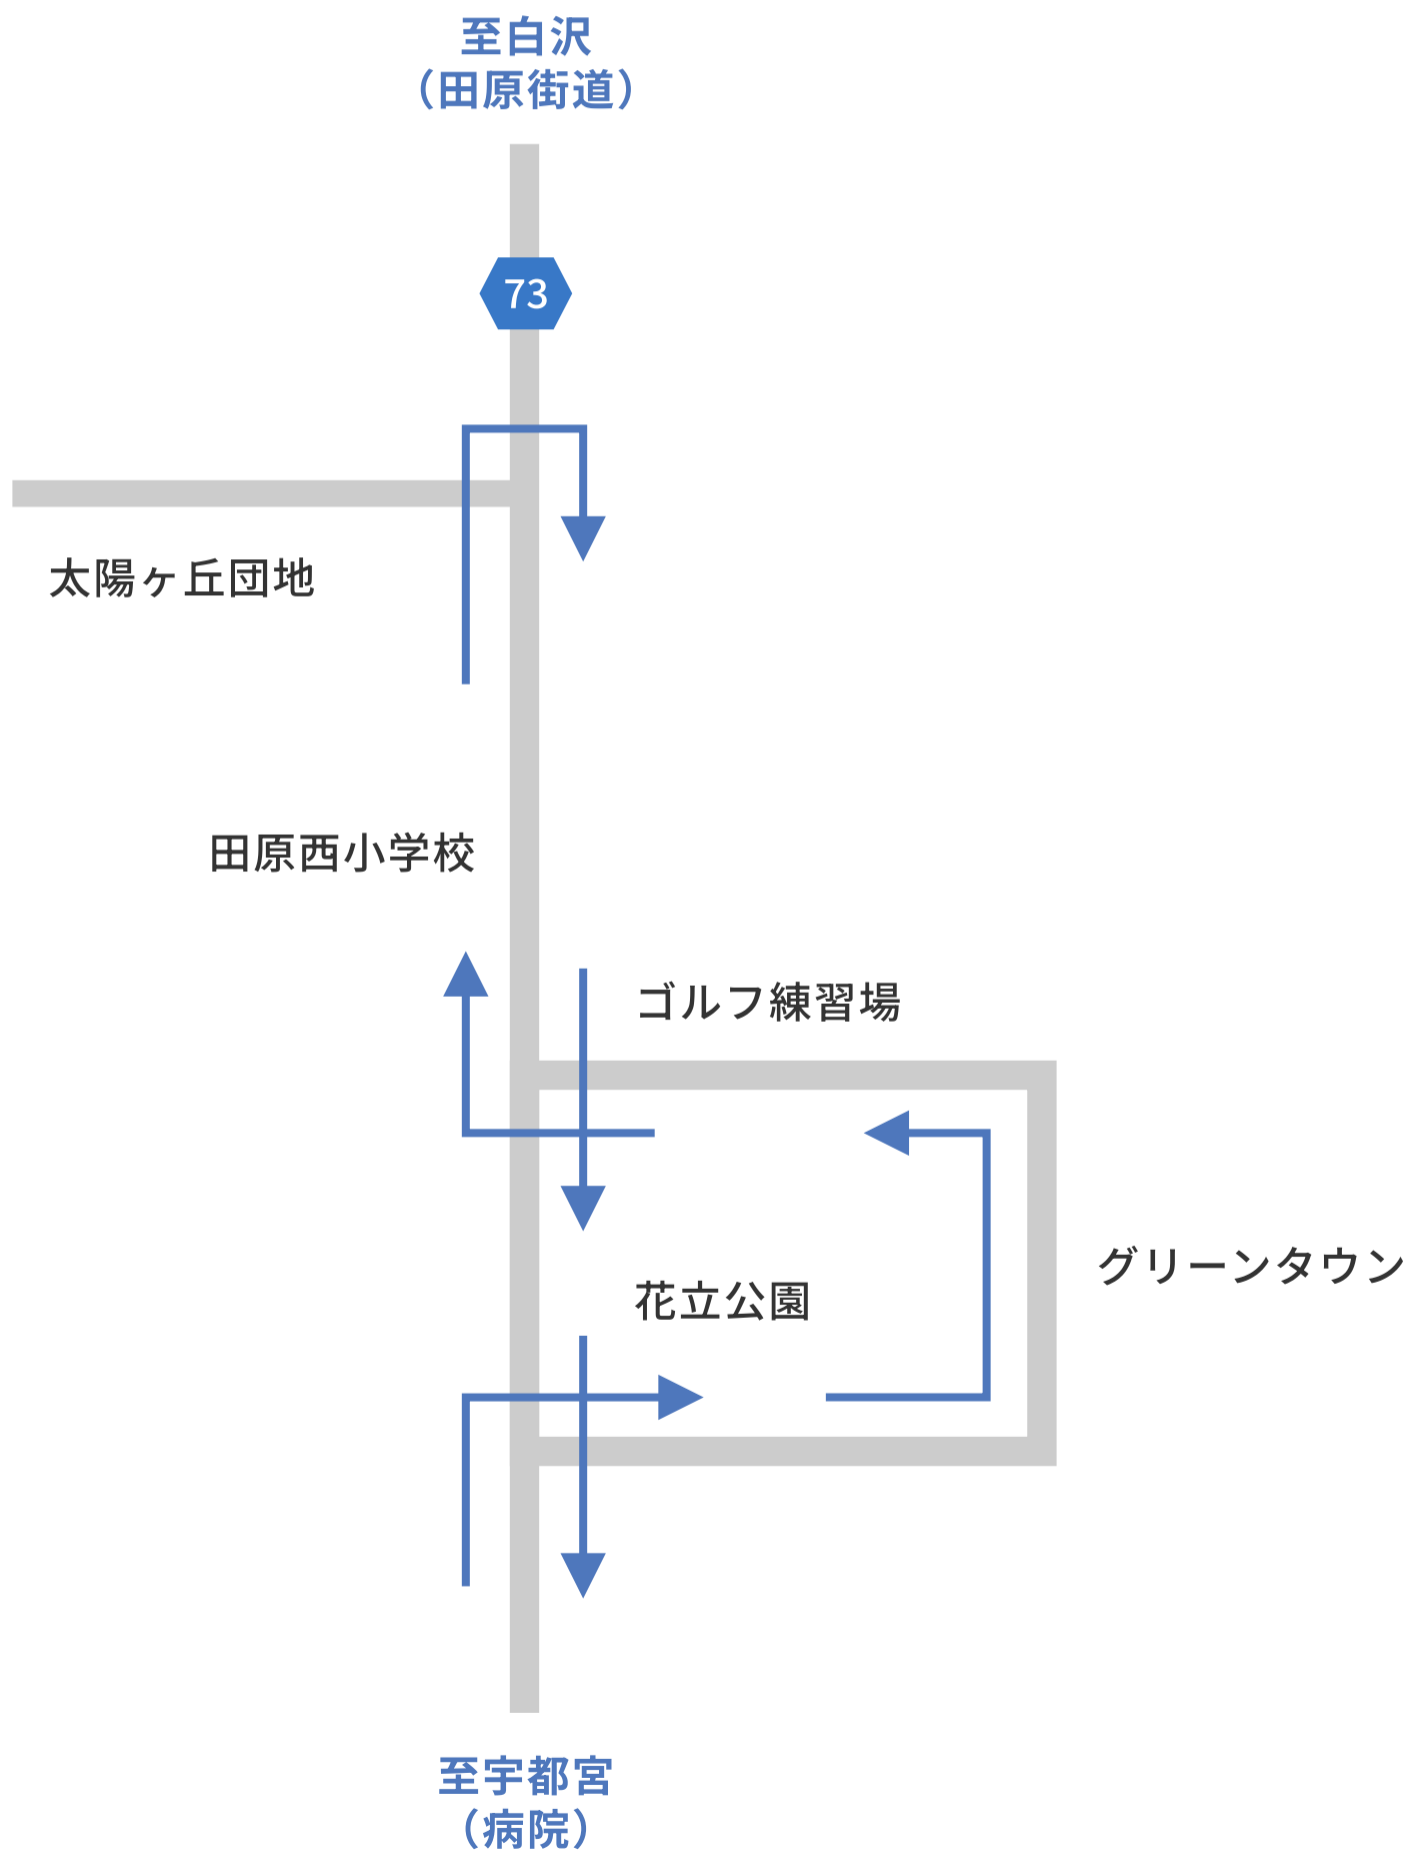 至白沢
（田原街道）
73
太陽ヶ丘団地
田原西小学校
ゴルフ練習場
グリーンタウン
花立公園
至宇都宮
（病院）